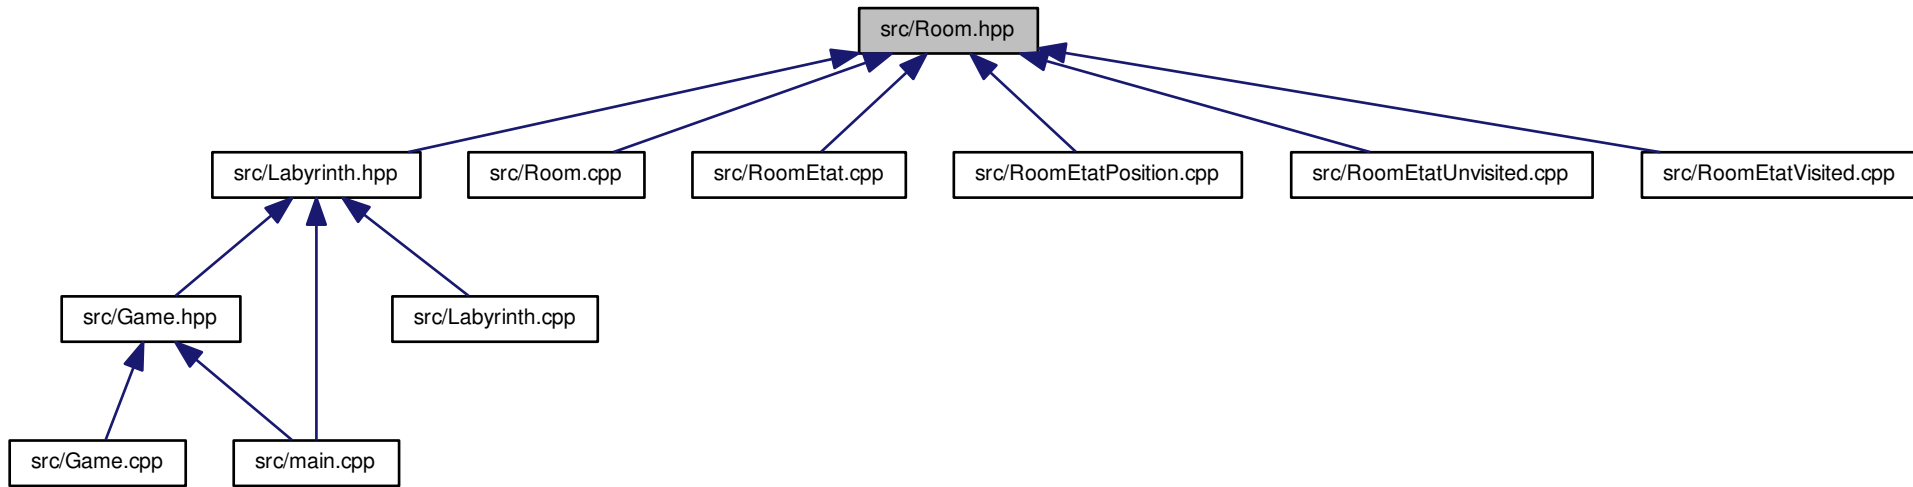 src/Room.hpp
src/Labyrinth.hpp
src/Room.cpp
src/RoomEtat.cpp
src/RoomEtatPosition.cpp
src/RoomEtatUnvisited.cpp
src/RoomEtatVisited.cpp
src/Game.hpp
src/Labyrinth.cpp
src/Game.cpp
src/main.cpp